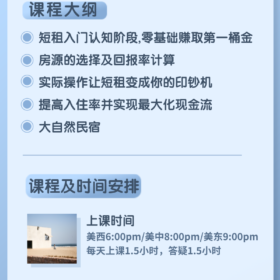 课程大纲
短租入门认知阶段,零基础赚取第一桶金
房源的选择及回报率计算
实际操作让短租变成你的印钞机
提高入住率并实现最大化现金流
大自然民宿
课程及时间安排
上课时间
美西6:00pm/美中8:00pm/美东9:00pm
每天上课1.5小时，答疑1.5小时